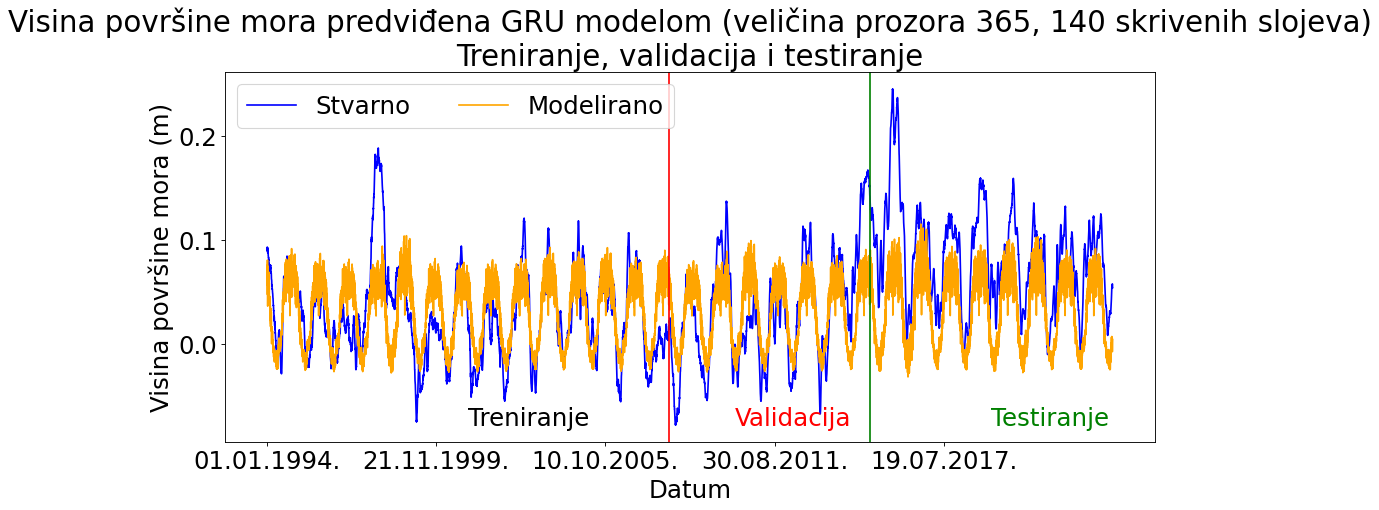 Visina površine mora predviđena GRU modelom (veličina prozora 365, 140 skrivenih slojeva)
Treniranje, validacija i testiranje
Stvarno
Modelirano
Visina površine mora (m)
0.2
0.1
0.0
Treniranje
Validacija
Testiranje
01.01.1994.
21.11.1999.
10.10.2005.
30.08.2011.
19.07.2017.
Datum